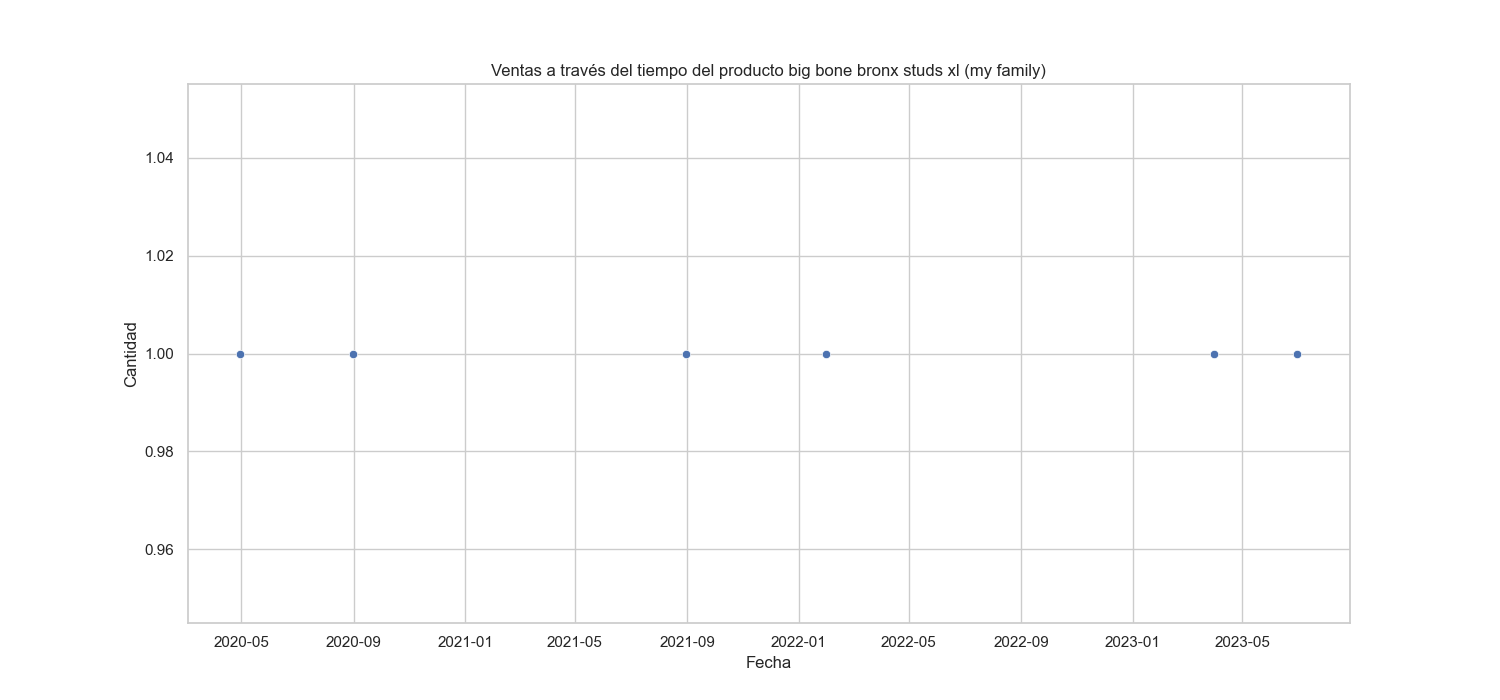 Ventas a través del tiempo del producto big bone bronx studs xl (my family)
1.04
1.02
1.00
0.98
0.96
Cantidad
2020-05 2020-09 2021-01 2021-05 2021-09 2022-01 2022-05 2022-09 2023-01 2023-05
Fecha